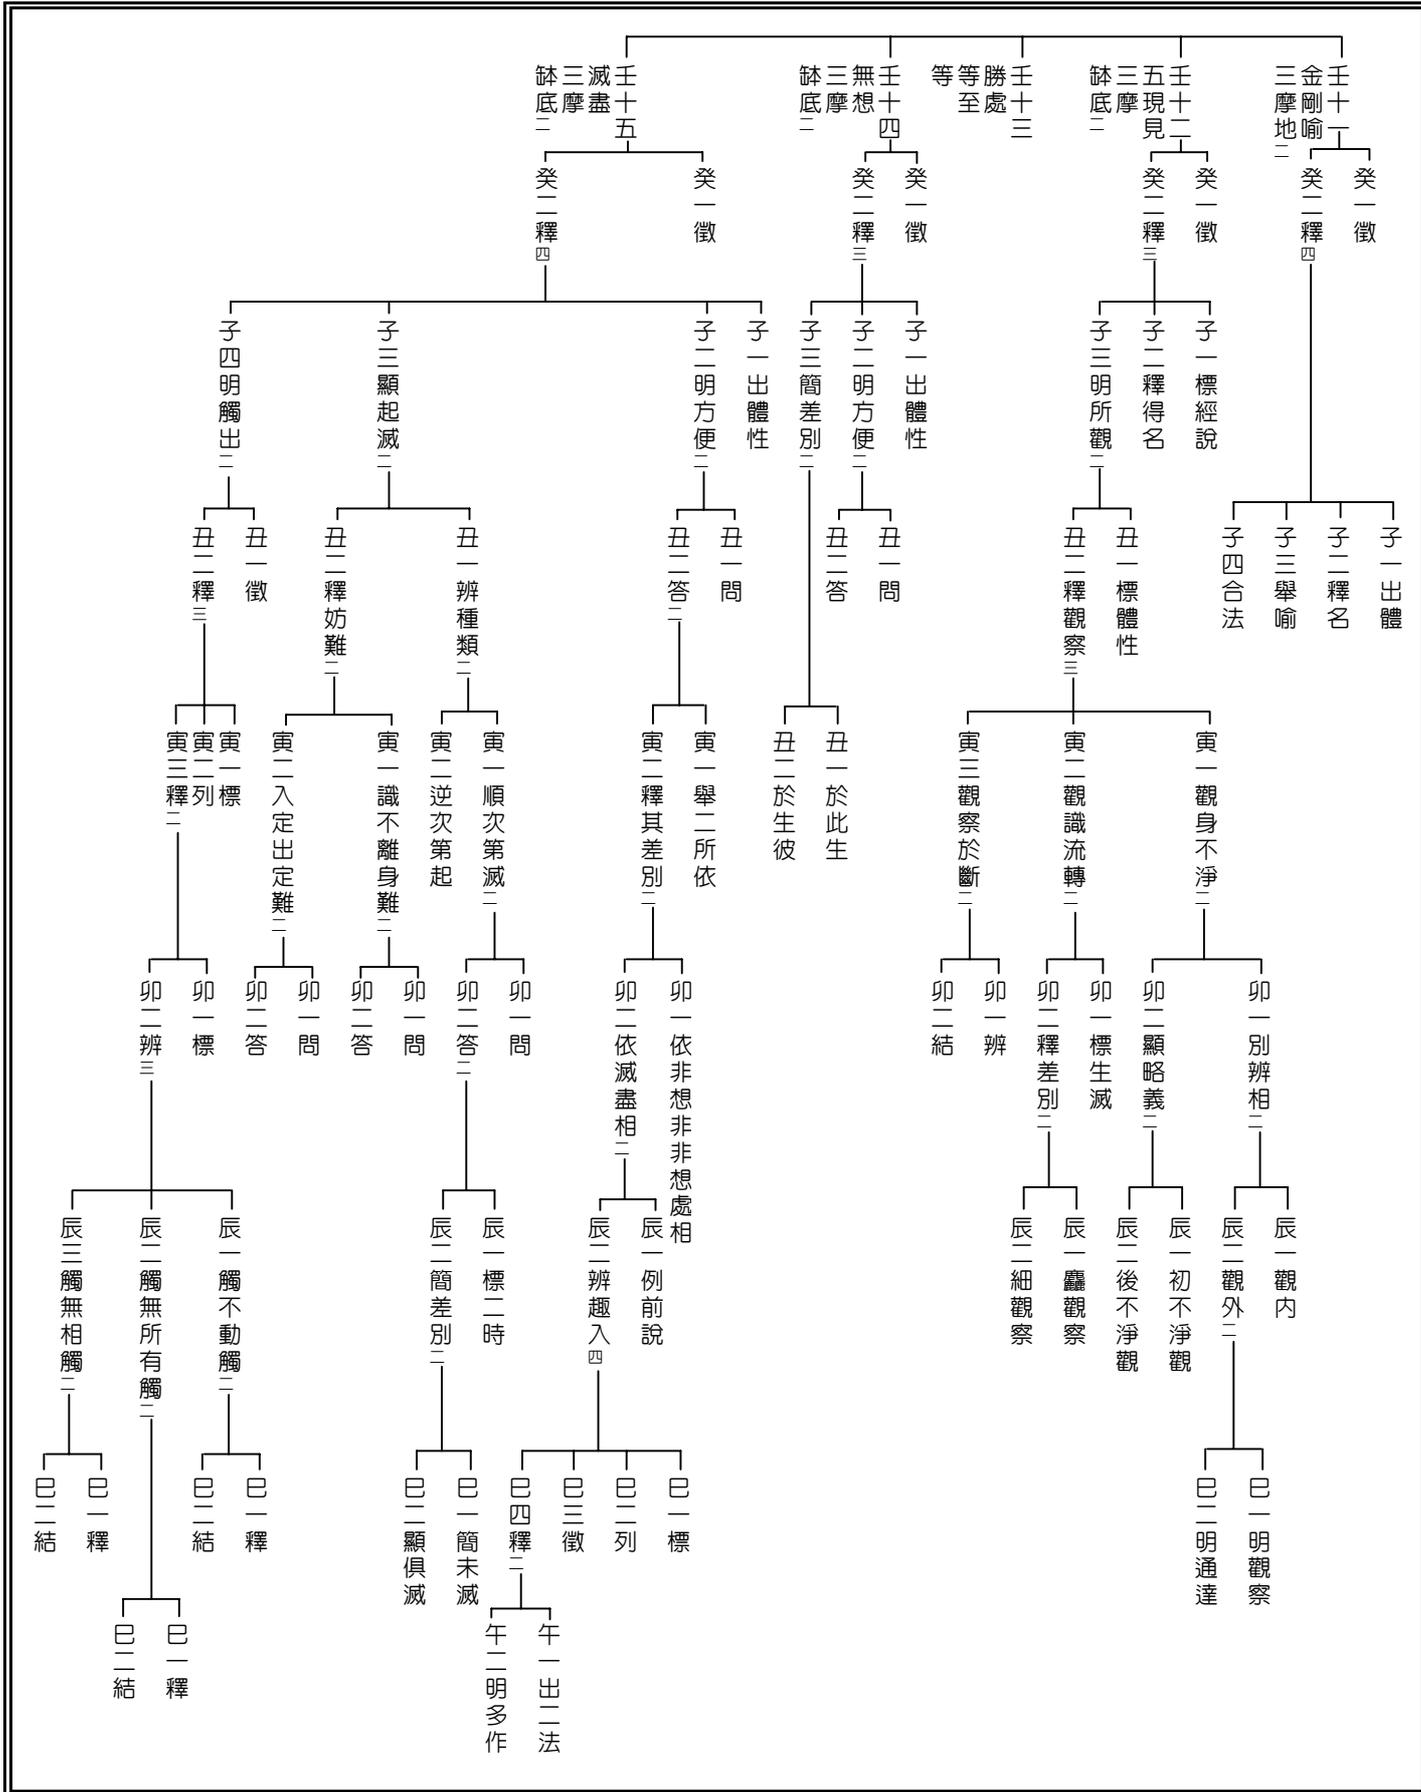 壬十一金剛喻三摩地二
癸一徵
癸二釋四
子一出體
子二釋名
子三舉喻
子四合法
壬十二五現見三摩缽底二
癸一徵
癸二釋三
子一標經說
子二釋得名
子三明所觀二
丑一標體性
丑二釋觀察三
寅一觀身不淨二
卯一別辨相二
辰一觀內
辰二觀外二
巳一明觀察
巳二明通達
卯二顯略義二
辰一初不淨觀
辰二後不淨觀
寅二觀識流轉二
卯一標生滅
卯二釋差別二
辰一麤觀察
辰二細觀察
寅三觀察於斷二
卯一辨
卯二結
壬十三勝處等至等
壬十四無想三摩缽底二
癸一徵
癸二釋三
子一出體性
子二明方便二
丑一問
丑二答
子三簡差別二
丑一於此生
丑二於生彼
壬十五滅盡三摩缽底二
癸一徵
癸二釋四
子一出體性
子二明方便二
丑一問
丑二答二
寅一舉二所依
寅二釋其差別二
卯一依非想非非想處相
卯二依滅盡相二
辰一例前說
辰二辨趣入四
巳一標
巳二列
巳三徵
巳四釋二
午一出二法
午二明多作
子三顯起滅二
丑一辨種類二
寅一順次第滅二
卯一問
卯二答二
辰一標二時
辰二簡差別二
巳一簡未滅
巳二顯俱滅
寅二逆次第起
丑二釋妨難二
寅一識不離身難二
卯一問
卯二答
寅二入定出定難二
卯一問
卯二答
子四明觸出二
丑一徵
丑二釋三
寅一標
寅二列
寅三釋二
卯一標
卯二辨三
辰一觸不動觸二
巳一釋
巳二結
辰二觸無所有觸二
巳一釋
巳二結
辰三觸無相觸二
巳一釋
巳二結